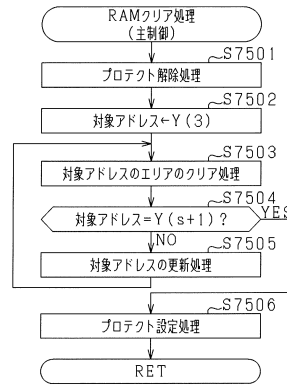 RAMクリア処理
(主制御)
S7501
プロテクト解除処理
S7502
対象アドレス←Y(3)
S7503
対象アドレスのエリアのクリア処理
S7504
対象アドレス=Y(s+1)?
YES
NO
S7505
対象アドレスの更新処理
S7506
プロテクト設定処理
RET